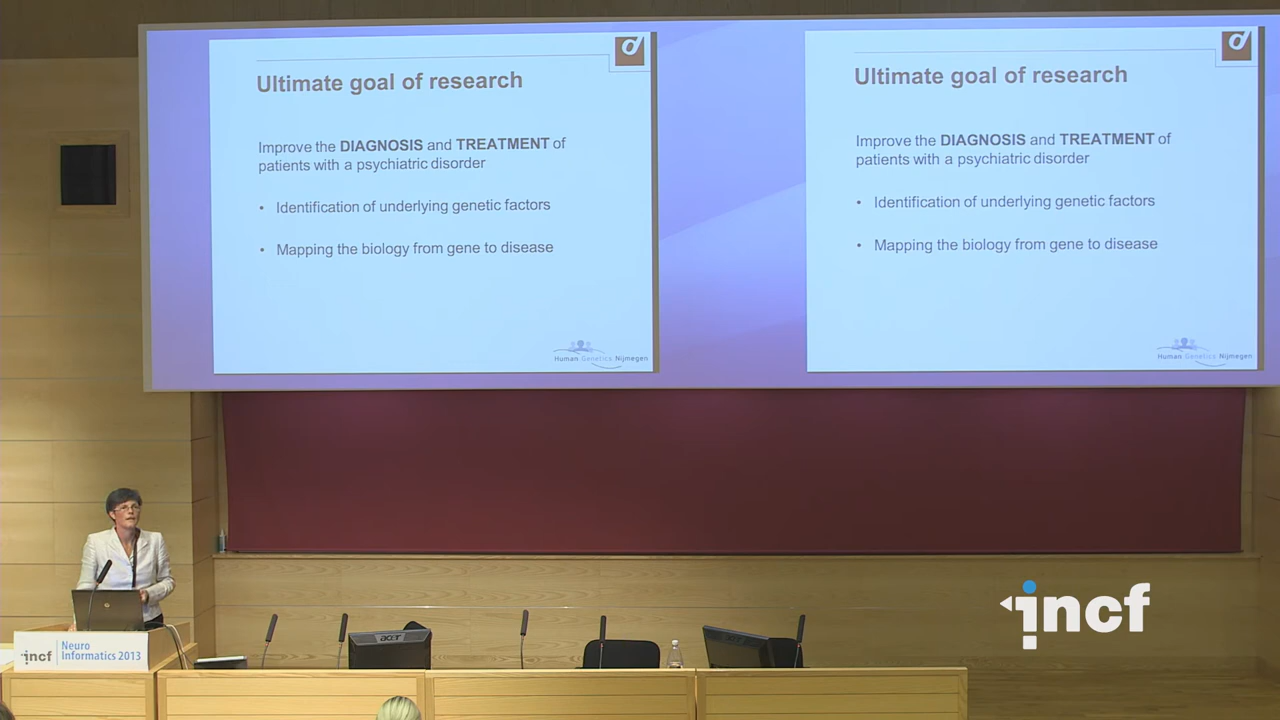 Ultimate goal of research
Improve the DIAGNOSIS and TREATMENT of
patients with a psychiatric disorder
• Identification of underlying genetic factors
• Mapping the biology from gene to disease
Human Genetics Nijmegen
Ultimate goal of research
Improve the DIAGNOSIS and TREATMENT of
patients with a psychiatric disorder
• Identification of underlying genetic factors
• Mapping the biology from gene to disease
Human Genetics Nijmegen
incf
Neuro
Informatics 2013
acer
acer
incf